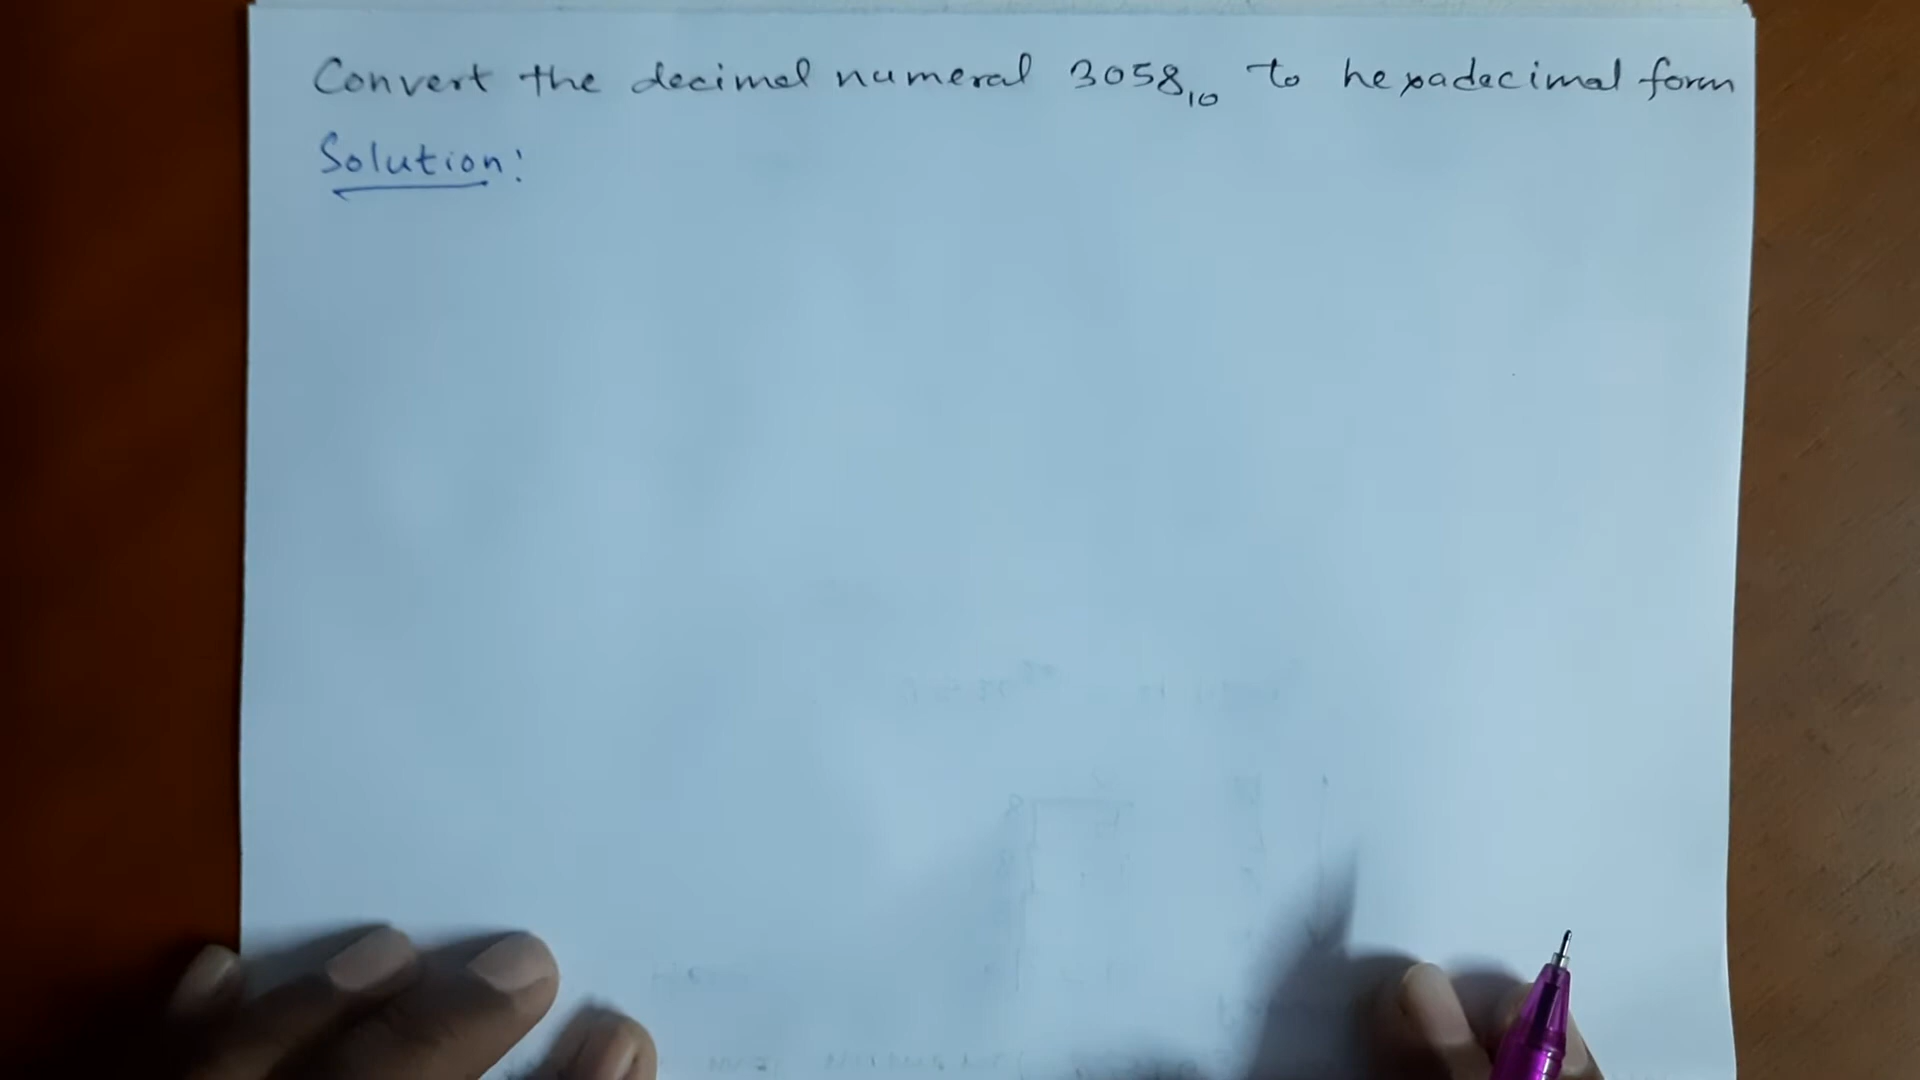 Convert the decimal numeral 3058₁₀ to hexadecimal form
Solution: